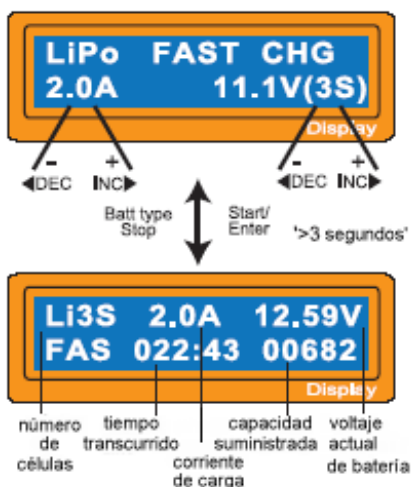 LiPo FAST CHG
2.0A 11.1V(3S)
Display
- + - +
◀DEC INC▶ ◀DEC INC▶
Batt type Start/
Stop Enter '>3 segundos'
Li3S 2.0A 12.59V
FAS 022:43 00682
Display
número tiempo capacidad voltaje
de transcurrido suministrada actual
células corriente de batería
de carga